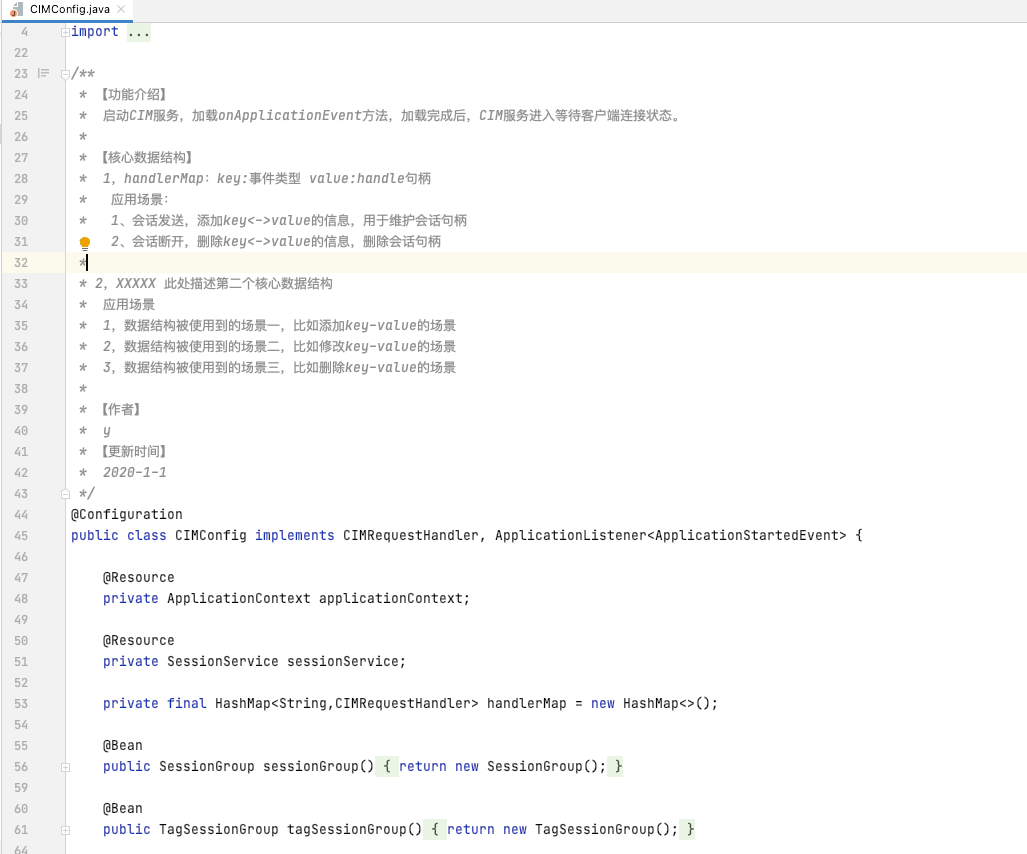 CIMConfig.java
4 import ...
22
23 /**
24 * 【功能介绍】
25 * 启动CIM服务，加载onApplicationEvent方法，加载完成后，CIM服务进入等待客户端连接状态。
26 *
27 * 【核心数据结构】
28 * 1，handlerMap：key:事件类型 value:handle句柄
29 * 应用场景：
30 * 1、会话发送，添加key<->value的信息，用于维护会话句柄
31 * 2、会话断开，删除key<->value的信息，删除会话句柄
32 *
33 * 2，XXXXX 此处描述第二个核心数据结构
34 * 应用场景
35 * 1，数据结构被使用到的场景一，比如添加key-value的场景
36 * 2，数据结构被使用到的场景二，比如修改key-value的场景
37 * 3，数据结构被使用到的场景三，比如删除key-value的场景
38 *
39 * 【作者】
40 * y
41 * 【更新时间】
42 * 2020-1-1
43 */
44 @Configuration
45 public class CIMConfig implements CIMRequestHandler, ApplicationListener<ApplicationStartedEvent> {
46
47 @Resource
48 private ApplicationContext applicationContext;
49
50 @Resource
51 private SessionService sessionService;
52
53 private final HashMap<String,CIMRequestHandler> handlerMap = new HashMap<>();
54
55 @Bean
56 public SessionGroup sessionGroup() { return new SessionGroup(); }
59
60 @Bean
61 public TagSessionGroup tagSessionGroup() { return new TagSessionGroup(); }
64